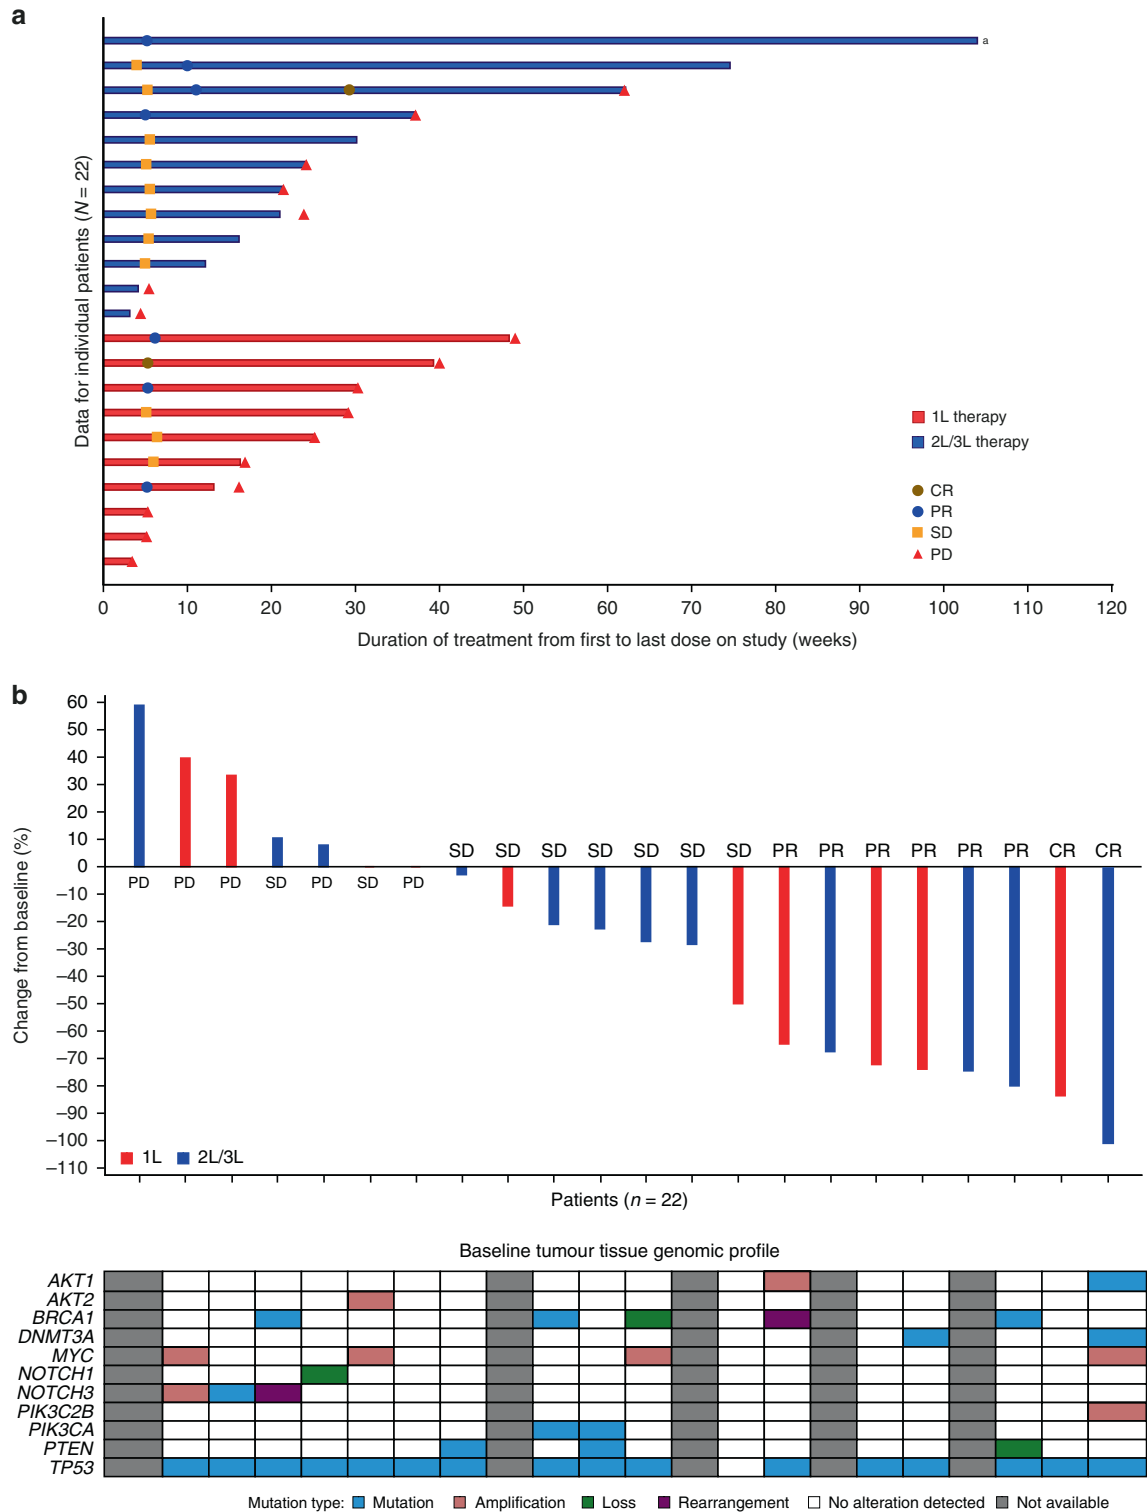 a
a
Data for individual patients (N = 22)
1L therapy
2L/3L therapy
CR
PR
SD
PD
0 10 20 30 40 50 60 70 80 90 100 110 120
Duration of treatment from first to last dose on study (weeks)
b
60
50
40
30
20
10
0
−10
−20
−30
−40
−50
−60
−70
−80
−90
−100
−110
Change from baseline (%)
SD SD SD SD SD SD SD PR PR PR PR PR PR CR CR
PD PD PD SD PD SD PD
1L 2L/3L
Patients (n = 22)
Baseline tumour tissue genomic profile
AKT1
AKT2
BRCA1
DNMT3A
MYC
NOTCH1
NOTCH3
PIK3C2B
PIK3CA
PTEN
TP53
Mutation type: Mutation Amplification Loss Rearrangement No alteration detected Not available